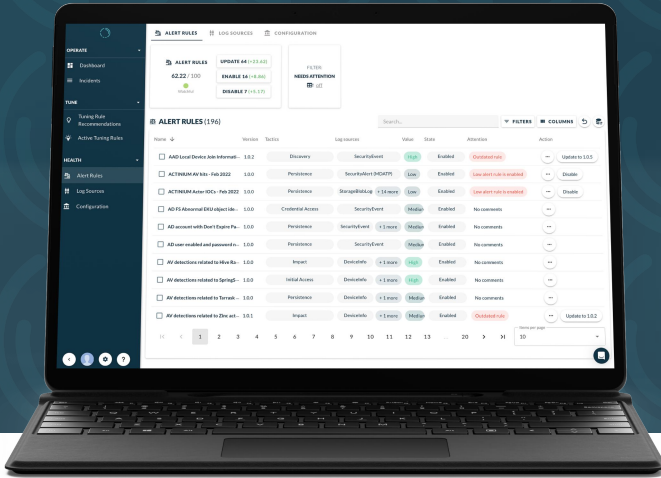 ALERT RULES LOG SOURCES CONFIGURATION
OPERATE
Dashboard
Incidents
TUNE
Tuning Rule
Recommendations
Active Tuning Rules
HEALTH
Alert Rules
Log Sources
Configuration
ALERT RULES
62.22 / 100
UPDATE 64 (+23.63)
ENABLE 16 (+8.86)
DISABLE 7 (+5.17)
FILTER:
NEEDS ATTENTION
off
ALERT RULES (196)
Search...
FILTERS COLUMNS
Name Version Tactics Log sources Value State Attention Action
AAD Local Device Join Informati... 1.0.2 Discovery SecurityEvent High Enabled Outdated rule ... Update to 1.0.5
ACTINIUM AV hits - Feb 2022 1.0.0 Persistence SecurityAlert (MDATP) Low Enabled Low alert rule is enabled ... Disable
ACTINIUM Actor IOCs - Feb 2022 1.0.0 Persistence StorageBlobLog + 14 more Low Enabled Low alert rule is enabled ... Disable
AD FS Abnormal EKU object ide... 1.0.0 Credential Access SecurityEvent Medium Enabled No comments ...
AD account with Don't Expire Pa... 1.0.0 Persistence SecurityEvent + 1 more Medium Enabled No comments ...
AD user enabled and password n... 1.0.0 Persistence SecurityEvent Medium Enabled No comments ...
AV detections related to Hive Ra... 1.0.0 Impact DeviceInfo + 1 more High Enabled No comments ...
AV detections related to SpringS... 1.0.0 Initial Access DeviceInfo + 1 more High Enabled No comments ...
AV detections related to Tarrask ... 1.0.0 Persistence DeviceInfo + 1 more Medium Enabled No comments ...
AV detections related to Zinc act... 1.0.1 Impact DeviceInfo + 1 more Medium Enabled Outdated rule ... Update to 1.0.2
1 2 3 4 5 6 7 8 9 10 11 12 13 ... 20
Items per page
10
?